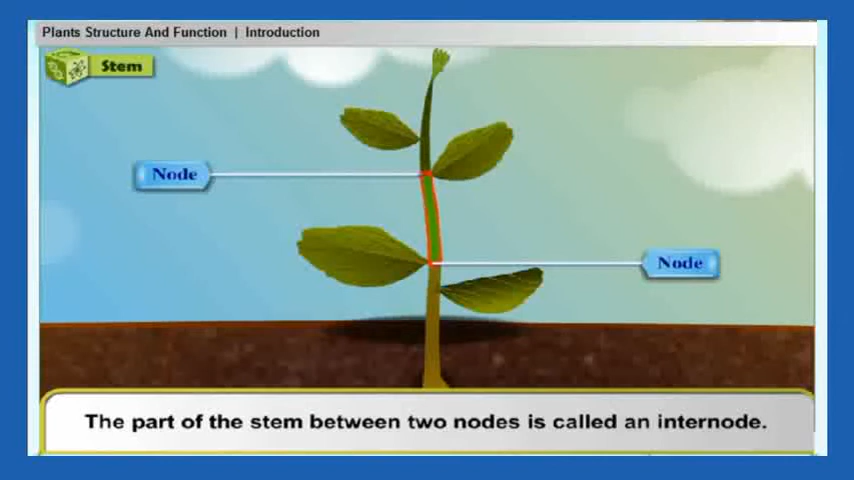 Plants Structure And Function | Introduction
Stem
Node
Node
The part of the stem between two nodes is called an internode.